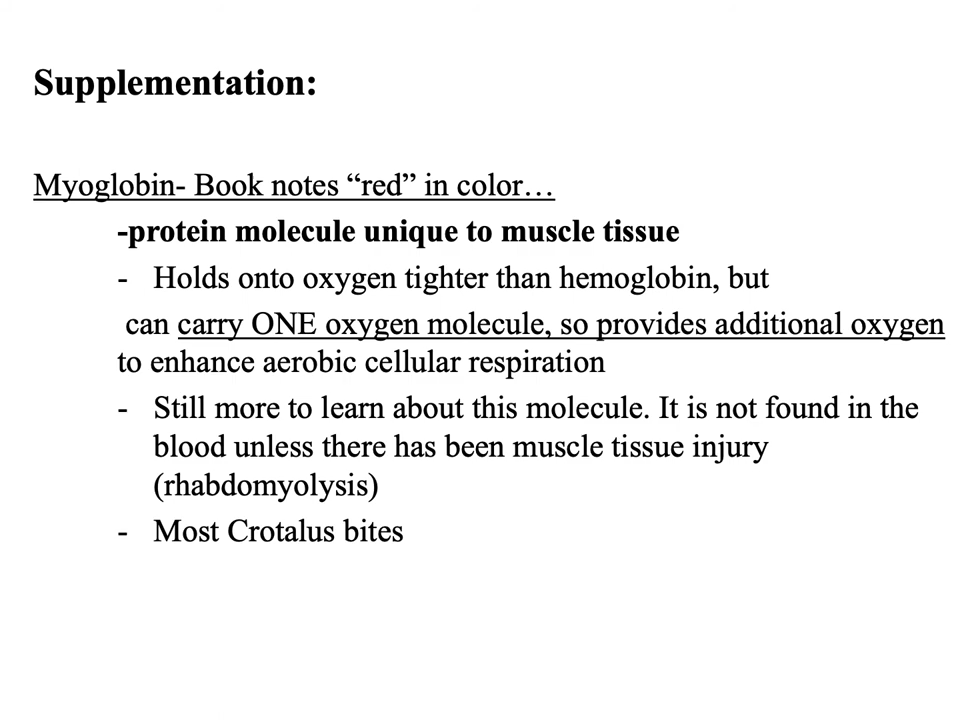 Supplementation:
Myoglobin- Book notes “red” in color…
-protein molecule unique to muscle tissue
- Holds onto oxygen tighter than hemoglobin, but
can carry ONE oxygen molecule, so provides additional oxygen
to enhance aerobic cellular respiration
- Still more to learn about this molecule. It is not found in the
blood unless there has been muscle tissue injury
(rhabdomyolysis)
- Most Crotalus bites